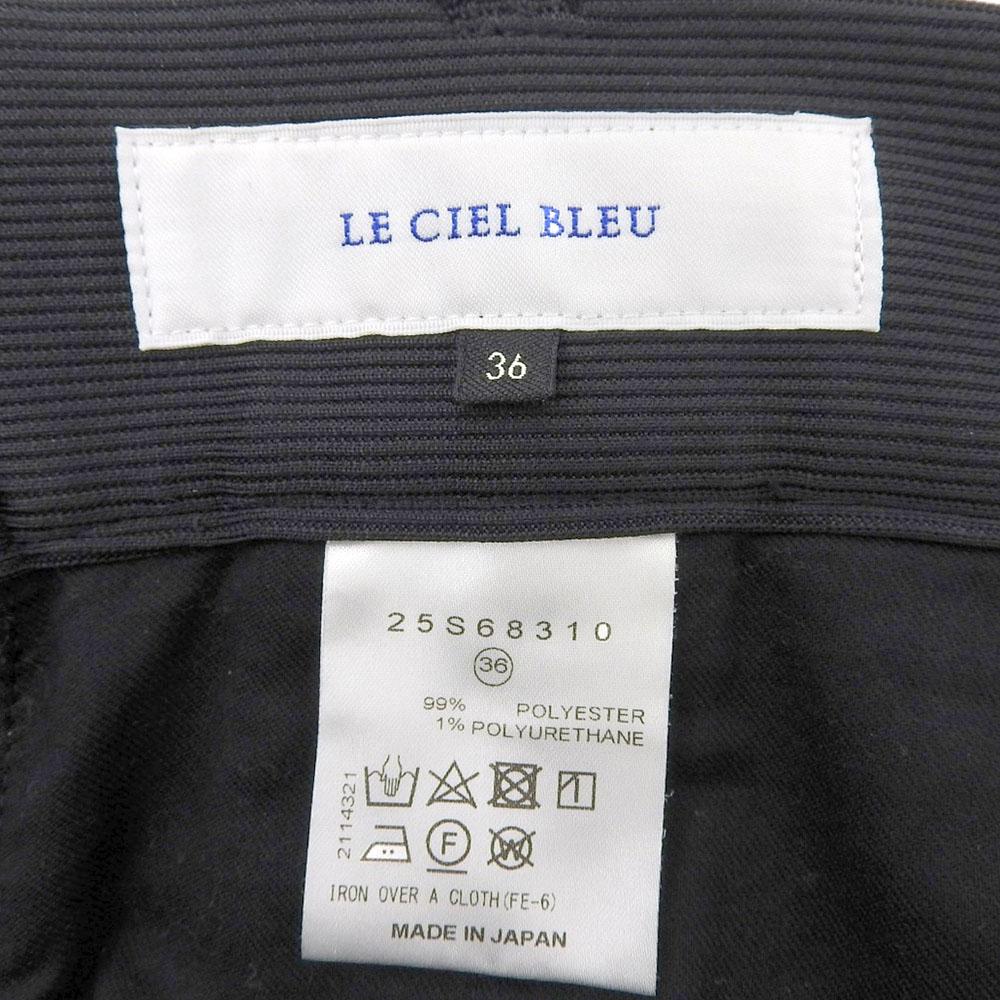 LE CIEL BLEU
36
25S68310
36
99% POLYESTER
1% POLYURETHANE
2114321
F
W
IRON OVER A CLOTH(FE-6)
MADE IN JAPAN